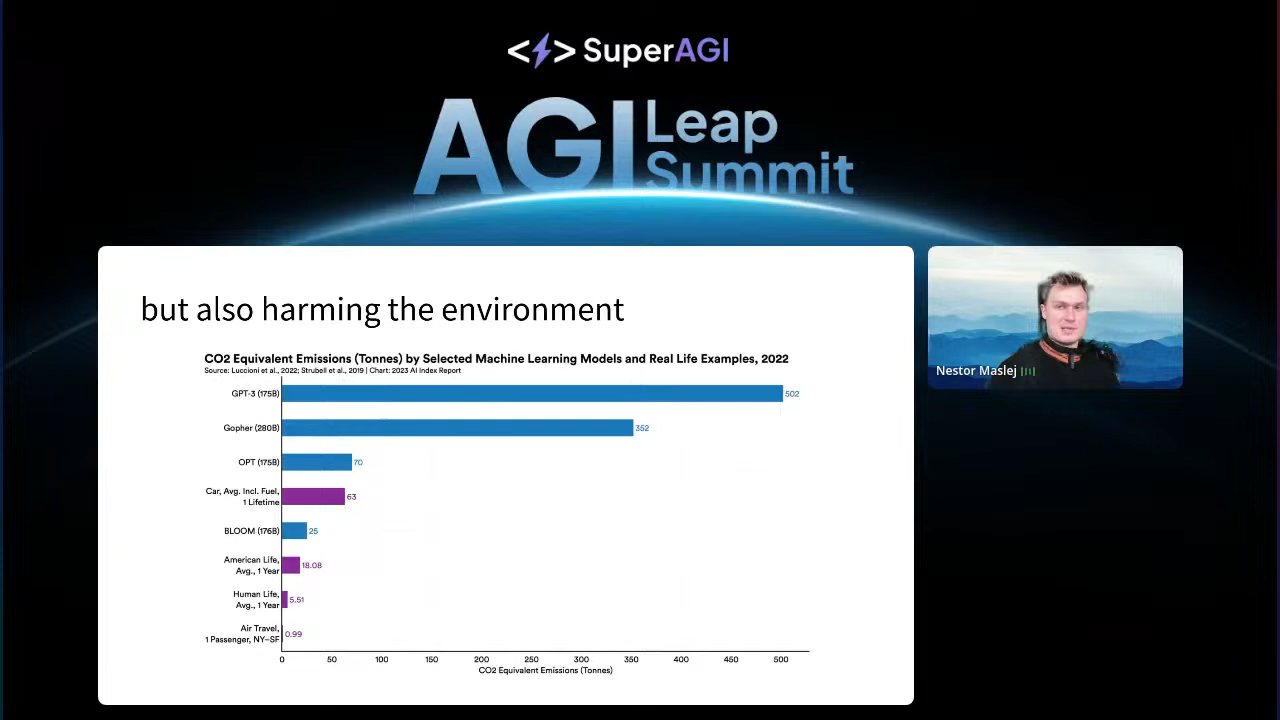 <⚡> SuperAGI
AGI Leap Summit
but also harming the environment
CO2 Equivalent Emissions (Tonnes) by Selected Machine Learning Models and Real Life Examples, 2022
Source: Luccioni et al., 2022; Strubell et al., 2019 | Chart: 2023 AI Index Report
GPT-3 (175B) 502
Gopher (280B) 352
OPT (175B) 70
Car, Avg. Incl. Fuel,
1 Lifetime 63
BLOOM (176B) 25
American Life,
Avg., 1 Year 18.08
Human Life,
Avg., 1 Year 5.51
Air Travel,
1 Passenger, NY–SF 0.99
0 50 100 150 200 250 300 350 400 450 500
CO2 Equivalent Emissions (Tonnes)
Nestor Maslej